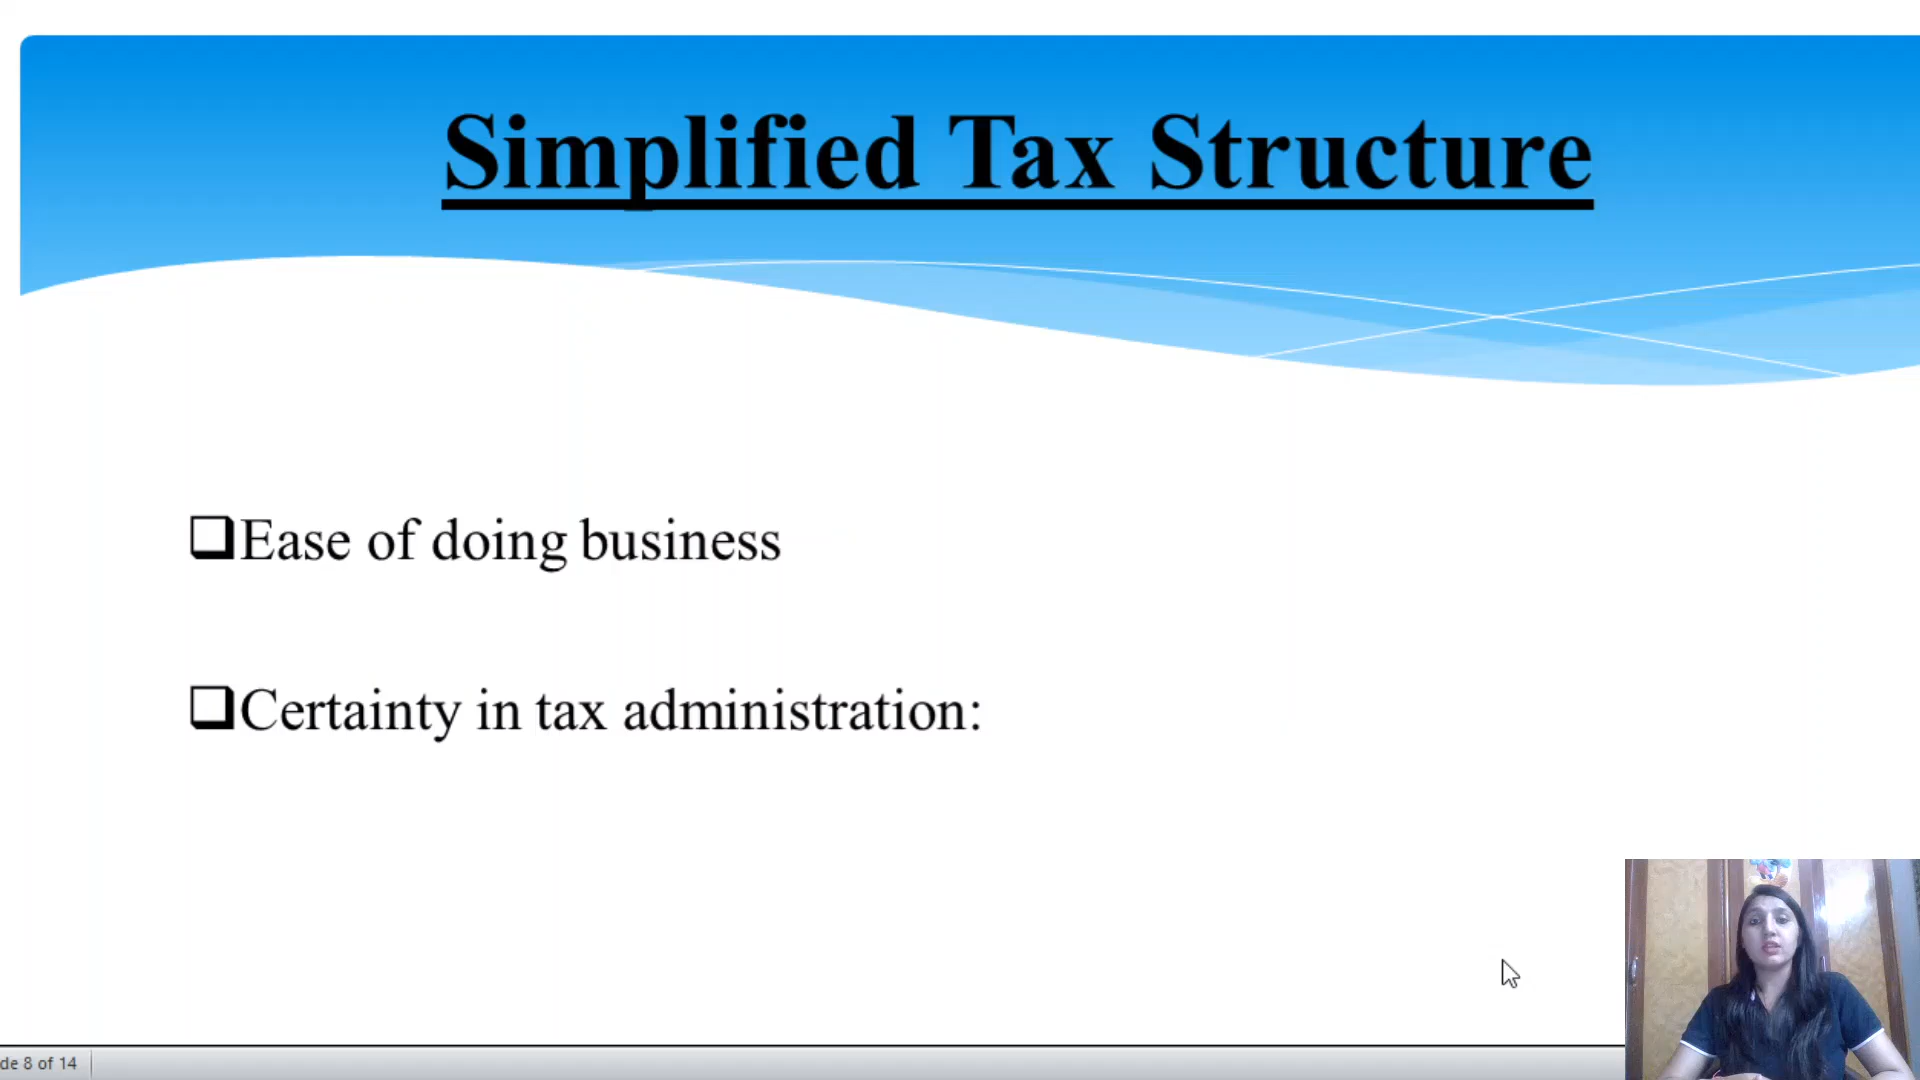 Simplified Tax Structure
Ease of doing business
Certainty in tax administration:
de 8 of 14